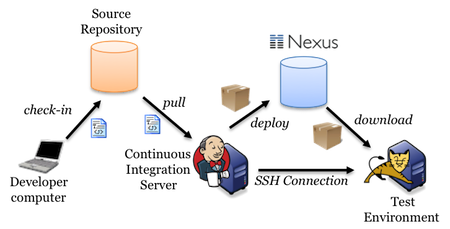 Source
Repository
Nexus
check-in
pull
deploy
download
Continuous
Integration
Server
SSH Connection
Developer
computer
Test
Environment